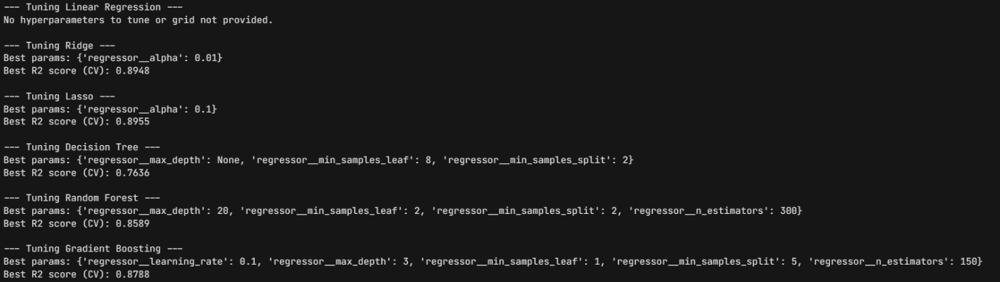 --- Tuning Linear Regression ---
No hyperparameters to tune or grid not provided.
--- Tuning Ridge ---
Best params: {'regressor__alpha': 0.01}
Best R2 score (CV): 0.8948
--- Tuning Lasso ---
Best params: {'regressor__alpha': 0.1}
Best R2 score (CV): 0.8955
--- Tuning Decision Tree ---
Best params: {'regressor__max_depth': None, 'regressor__min_samples_leaf': 8, 'regressor__min_samples_split': 2}
Best R2 score (CV): 0.7636
--- Tuning Random Forest ---
Best params: {'regressor__max_depth': 20, 'regressor__min_samples_leaf': 2, 'regressor__min_samples_split': 2, 'regressor__n_estimators': 300}
Best R2 score (CV): 0.8589
--- Tuning Gradient Boosting ---
Best params: {'regressor__learning_rate': 0.1, 'regressor__max_depth': 3, 'regressor__min_samples_leaf': 1, 'regressor__min_samples_split': 5, 'regressor__n_estimators': 150}
Best R2 score (CV): 0.8788